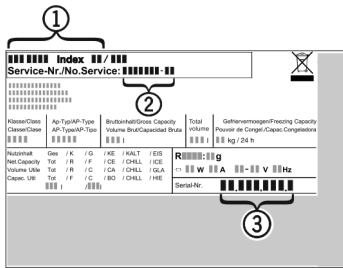 1
Index /
Service-Nr./No.Service: -
2
Klasse/Class Ap-Typ/AP-Type Bruttoinhalt/Gross Capacity Total Gefriervermoegen/Freezing Capacity
Classe/Clase AP-Type/AP-Tipo Volume Brut/Capacidad Bruta volume Pouvoir de Congel./Capac.Congeladora
l l kg / 24 h
Nutzinhalt Ges / K / G / KE / KALT / EIS
Net.Capacity Tot / R / F / CE / CHILL / ICE
Volume Utile Tot / F / C / CA / CHILL / GLA
Capac. Util Tot / F / C / BO / CHILL / HIE
l / l
R : g
W A - V Hz
Serial-Nr. . . .
3